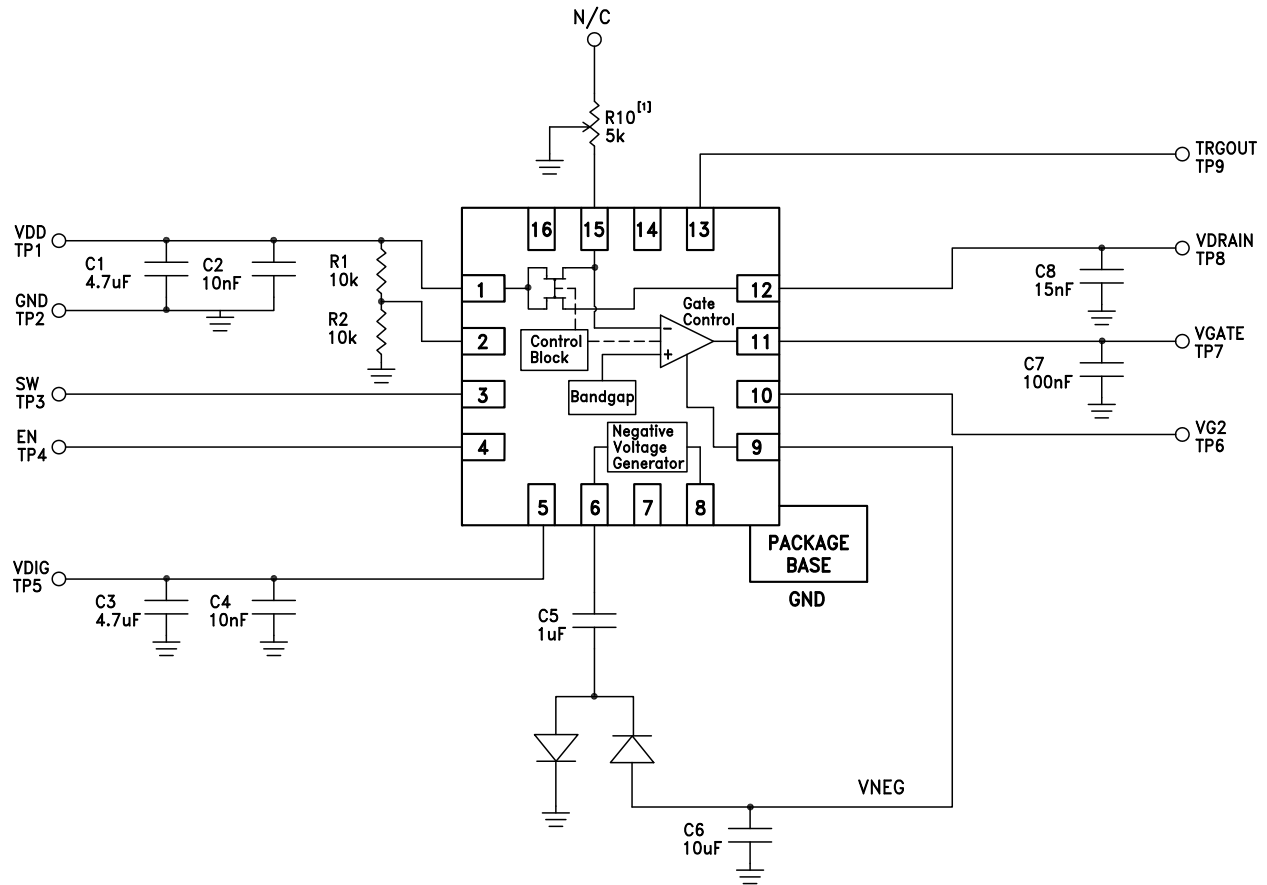 N/C
R10[1]
5k
TRGOUT
TP9
16
15
14
13
VDD
TP1
C1
4.7uF
C2
10nF
R1
10k
VDRAIN
TP8
C8
15nF
GND
TP2
1
12
Gate
Control
R2
10k
2
Control
Block
−
+
11
VGATE
TP7
C7
100nF
SW
TP3
3
Bandgap
10
VG2
TP6
EN
TP4
4
Negative
Voltage
Generator
9
5
6
7
8
PACKAGE
BASE
GND
VDIG
TP5
C3
4.7uF
C4
10nF
C5
1uF
VNEG
C6
10uF